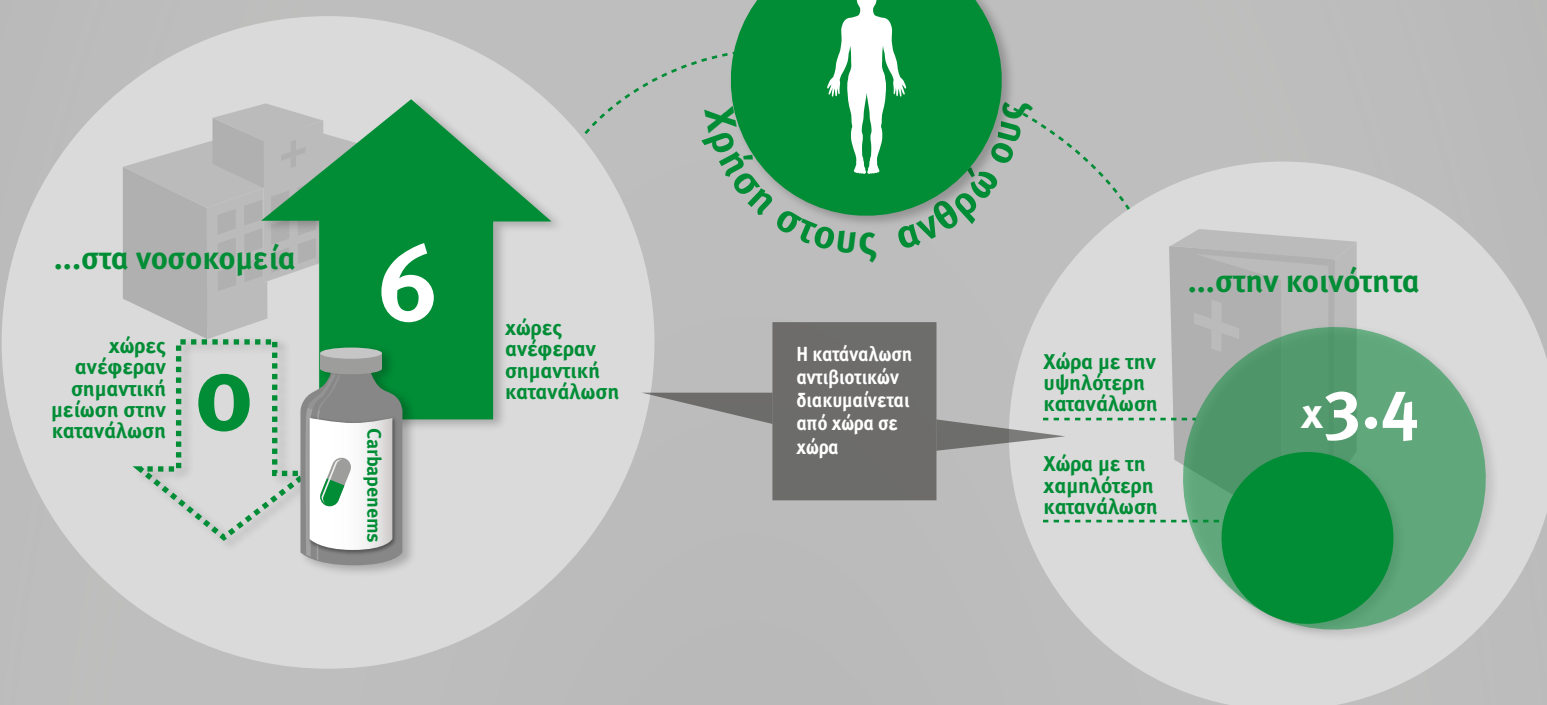 Χρήση στους ανθρώ ους
...στα νοσοκομεία
6
χώρες
ανέφεραν
σημαντική
κατανάλωση
χώρες
ανέφεραν
σημαντική
μείωση στην
κατανάλωση
0
Carbapenems
Η κατάναλωση
αντιβιοτικών
διακυμαίνεται
από χώρα σε
χώρα
...στην κοινότητα
Χώρα με την
υψηλότερη
κατανάλωση
x3.4
Χώρα με τη
χαμηλότερη
κατανάλωση